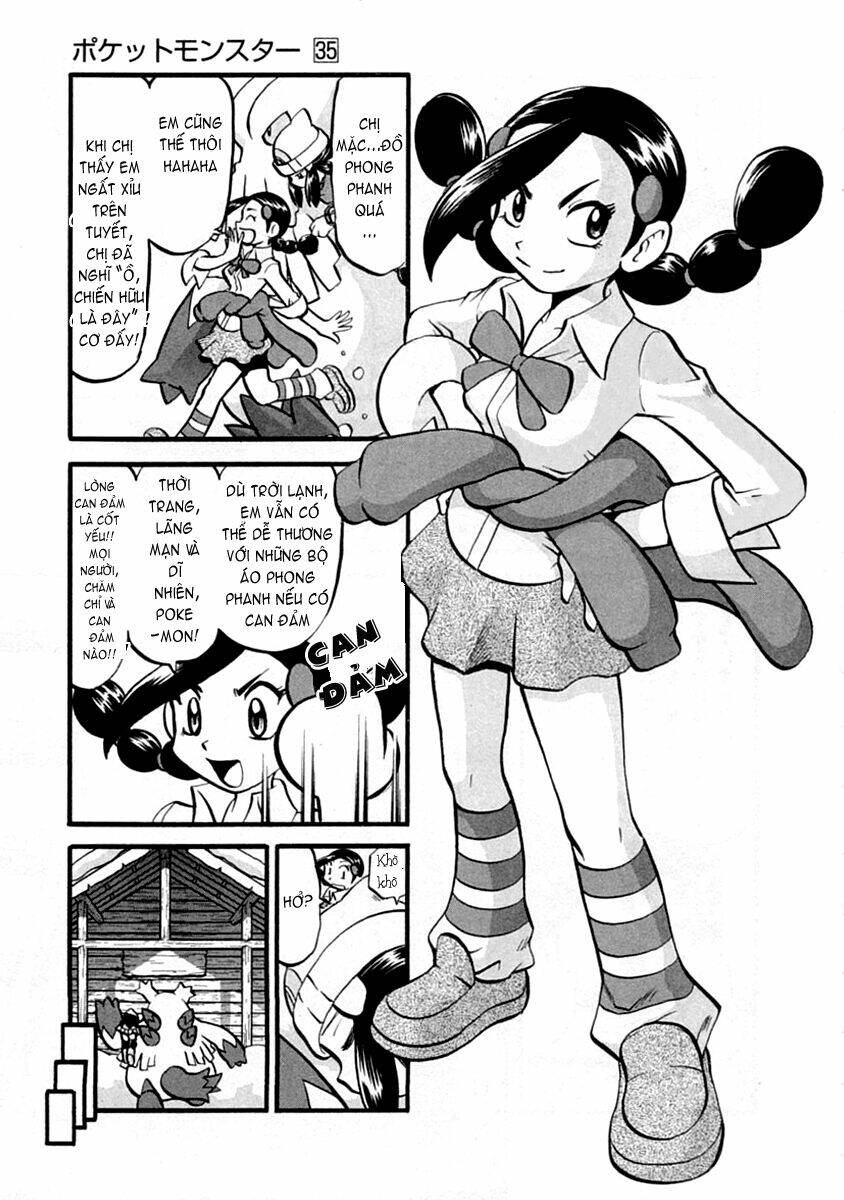 ポケットモンスター 35
CHỊ
MẶC...ĐỒ
PHONG
PHANH
QUÁ
...
EM CŨNG
THẾ THÔI
HAHAHA
KHI CHỊ
THẤY EM
NGẤT XỈU
TRÊN
TUYẾT,
CHỊ ĐÃ
NGHĨ "Ồ,
CHIẾN HỮU
LÀ ĐÂY"
CƠ ĐẤY!
DÙ TRỜI LẠNH,
EM VẪN CÓ
THỂ DỄ THƯƠNG
VỚI NHỮNG BỘ
ÁO PHONG
PHANH NẾU CÓ
CAN ĐẢM
THỜI
TRANG,
LÃNG
MẠN VÀ
DĨ
NHIÊN,
POKE
-MON!
LÒNG
CAN ĐẢM
LÀ CỐT
YẾU!!
MỌI
NGƯỜI,
CHĂM
CHỈ VÀ
CAN
ĐẢM
NÀO!!
CAN
ĐẢM
Khò
khò
HỞ?